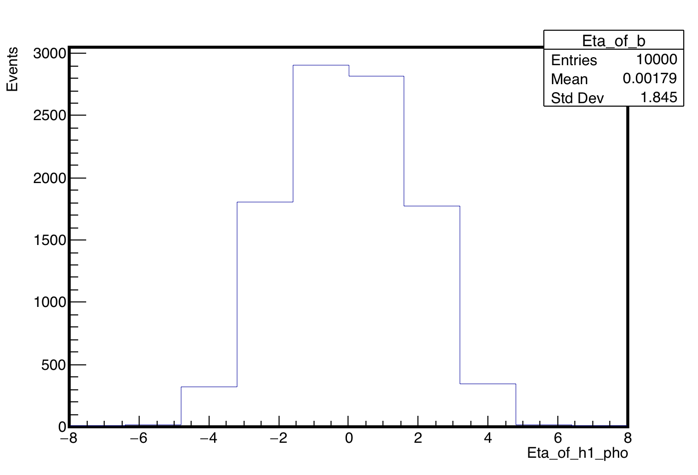 Eta_of_b
Entries 10000
Mean 0.00179
Std Dev 1.845
Events
3000
2500
2000
1500
1000
500
0
−8 −6 −4 −2 0 2 4 6 8
Eta_of_h1_pho